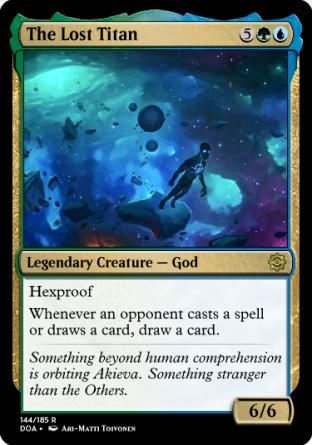 The Lost Titan 5
Legendary Creature — God
Hexproof
Whenever an opponent casts a spell
or draws a card, draw a card.
Something beyond human comprehension
is orbiting Akieva. Something stranger
than the Others.
6/6
144/185 R
DOA • Ari-Matti Toivonen